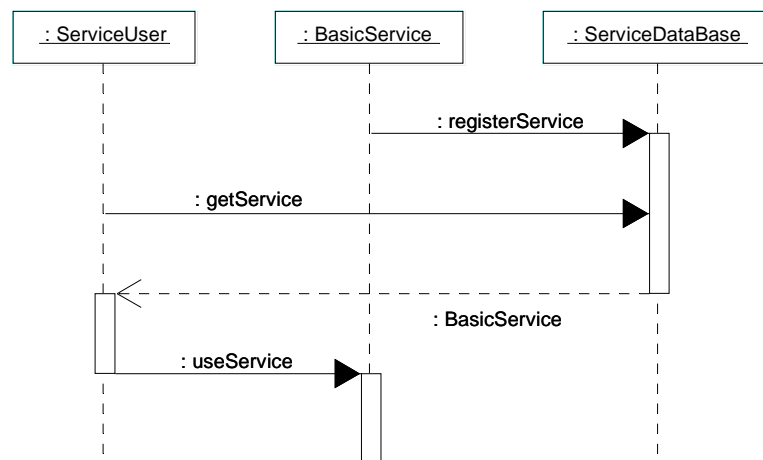 : ServiceUser
: BasicService
: ServiceDataBase
: registerService
: getService
: BasicService
: useService